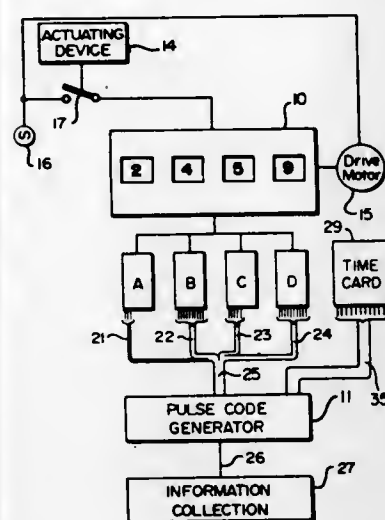 ACTUATING
DEVICE
14
17
S
16
10
2 4 5 9
Drive
Motor
15
29
A B C D
TIME
CARD
21 22 23 24
25
35
PULSE CODE
GENERATOR
11
26
27
INFORMATION
COLLECTION